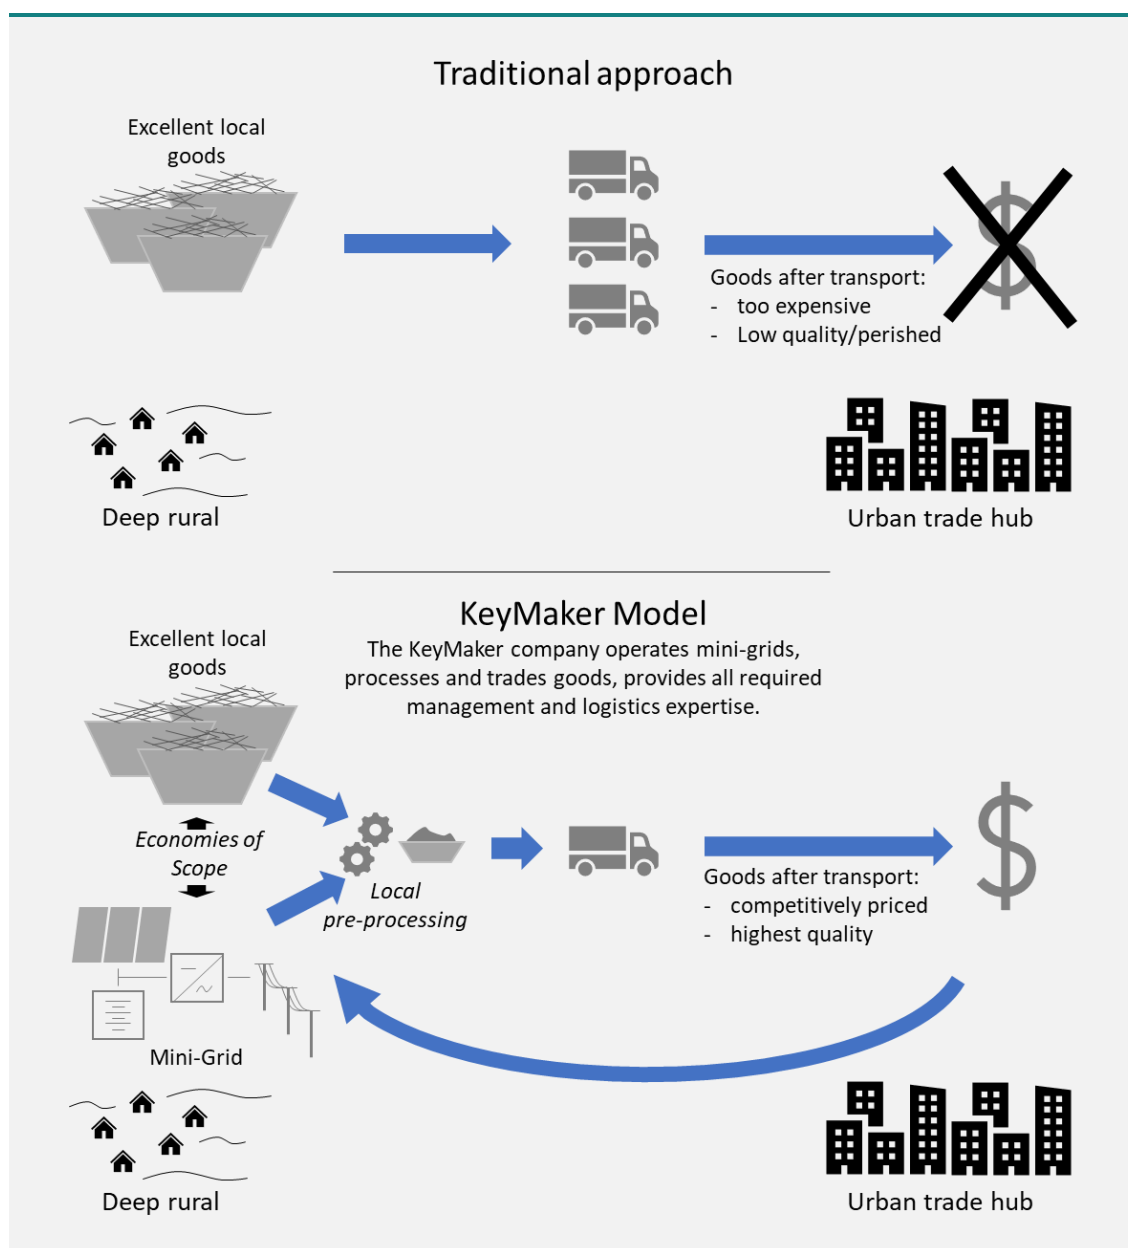 Traditional approach
Excellent local
goods
Goods after transport:
- too expensive
- Low quality/perished
Deep rural
Urban trade hub
KeyMaker Model
The KeyMaker company operates mini-grids,
processes and trades goods, provides all required
management and logistics expertise.
Excellent local
goods
Economies of
Scope
Local
pre-processing
Goods after transport:
- competitively priced
- highest quality
Mini-Grid
Deep rural
Urban trade hub